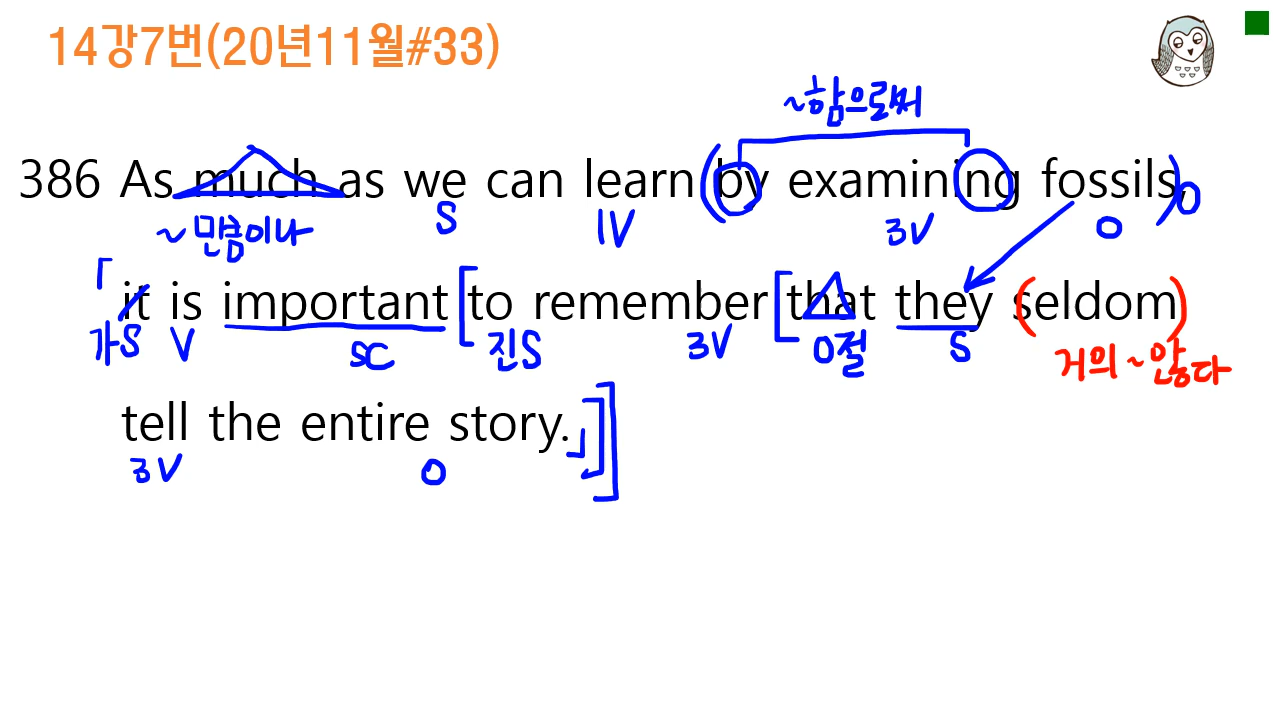 14강7번(20년11월#33)
~함으로써
386 As much as we can learn by examining fossils,
~만큼이나 S 1V 3V O O
it is important to remember that they seldom
가S V SC 진S 3V O절 S 거의 ~ 않다
tell the entire story.
3V O